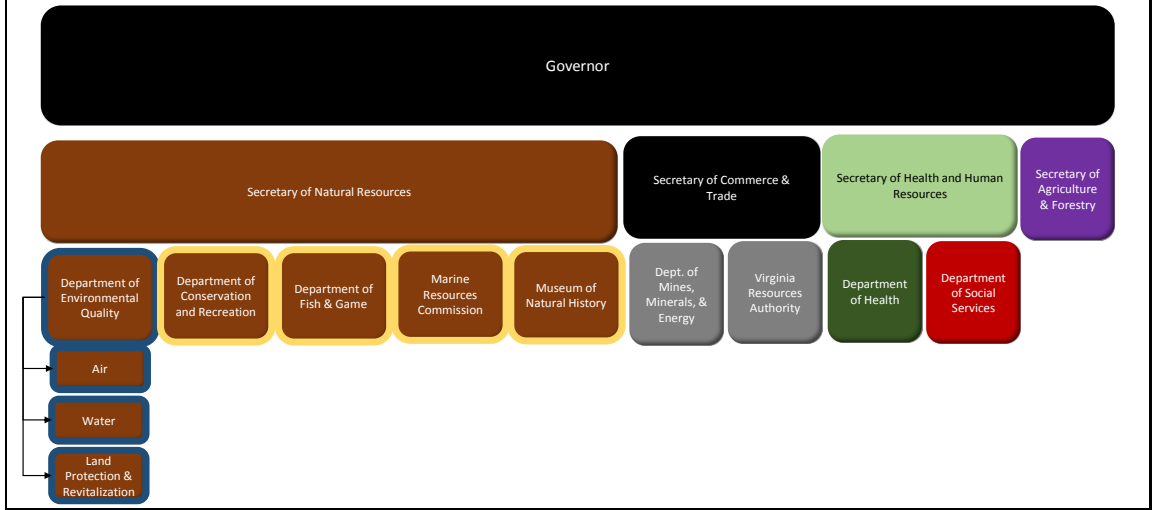 Governor
Secretary of Natural Resources
Secretary of Commerce &
Trade
Secretary of Health and Human
Resources
Secretary of
Agriculture
& Forestry
Department of
Environmental
Quality
Department of
Conservation
and Recreation
Department of
Fish & Game
Marine
Resources
Commission
Museum of
Natural History
Dept. of
Mines,
Minerals, &
Energy
Virginia
Resources
Authority
Department
of Health
Department
of Social
Services
Air
Water
Land
Protection &
Revitalization